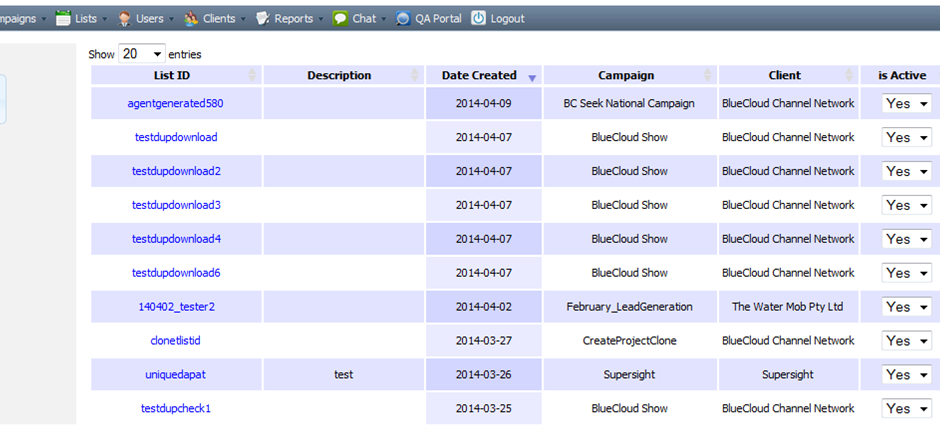 mpaigns Lists Users Clients Reports Chat QA Portal Logout
Show 20 entries
List ID Description Date Created Campaign Client is Active
agentgenerated580 2014-04-09 BC Seek National Campaign BlueCloud Channel Network Yes
testdupdownload 2014-04-07 BlueCloud Show BlueCloud Channel Network Yes
testdupdownload2 2014-04-07 BlueCloud Show BlueCloud Channel Network Yes
testdupdownload3 2014-04-07 BlueCloud Show BlueCloud Channel Network Yes
testdupdownload4 2014-04-07 BlueCloud Show BlueCloud Channel Network Yes
testdupdownload6 2014-04-07 BlueCloud Show BlueCloud Channel Network Yes
140402_tester2 2014-04-02 February_LeadGeneration The Water Mob Pty Ltd Yes
clonetlistid 2014-03-27 CreateProjectClone BlueCloud Channel Network Yes
uniquedapat test 2014-03-26 Supersight Supersight Yes
testdupcheck1 2014-03-25 BlueCloud Show BlueCloud Channel Network Yes